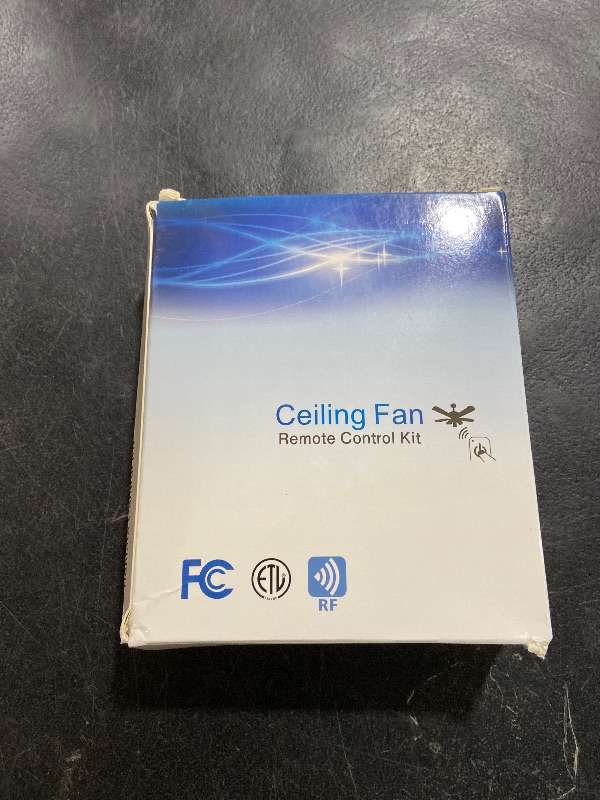 Ceiling Fan
Remote Control Kit
FC
ETL
RF